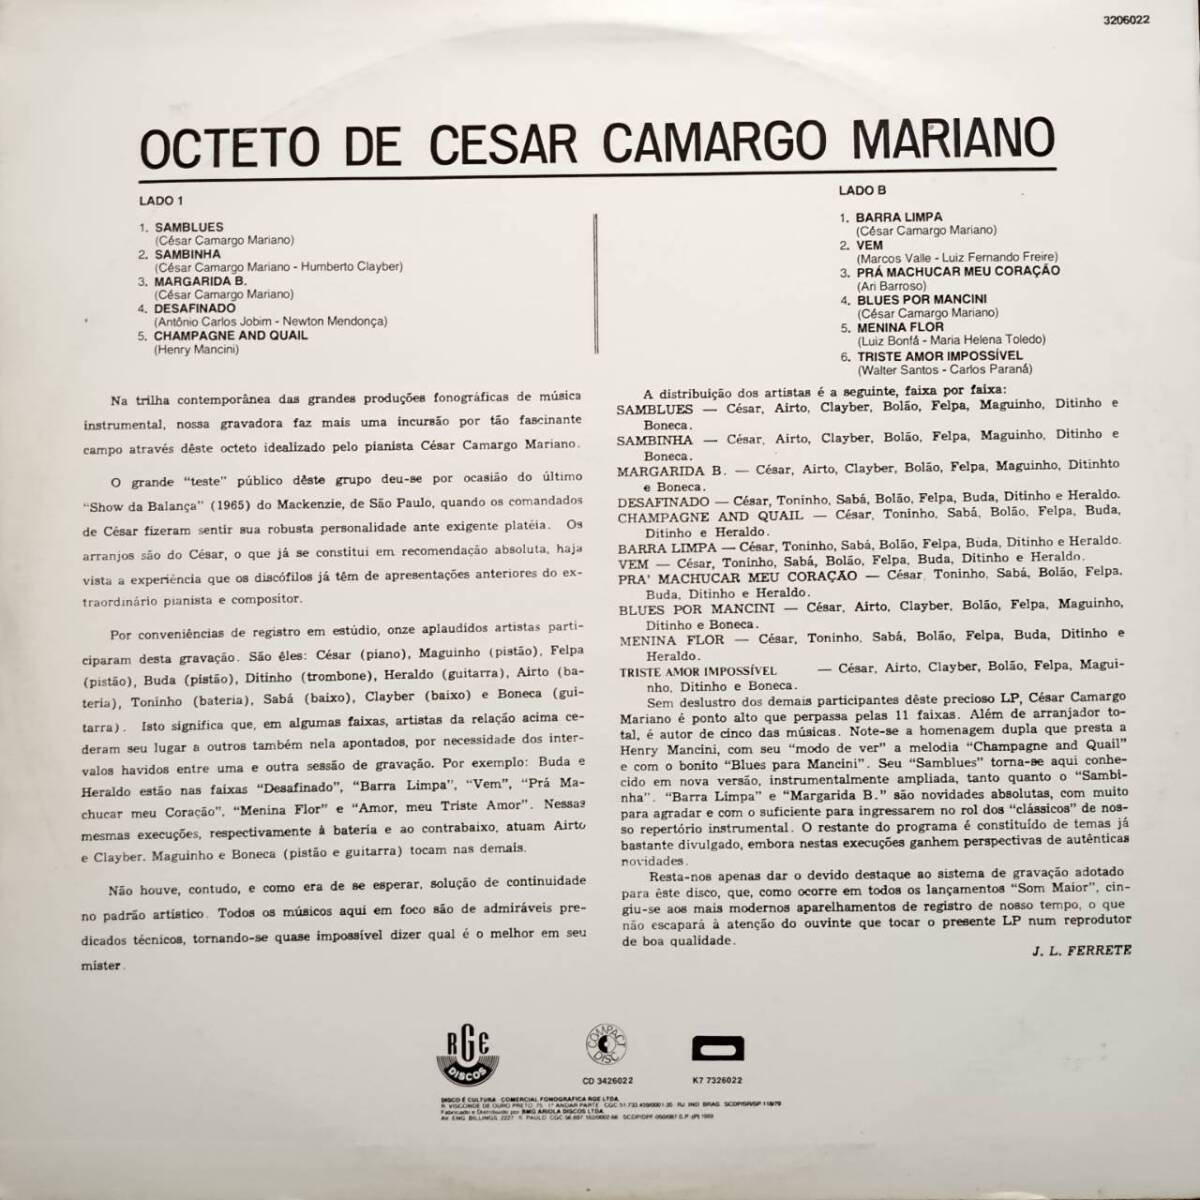 3206022
OCTETO DE CESAR CAMARGO MARIANO
LADO 1
1. SAMBLUES
(César Camargo Mariano)
2. SAMBINHA
(César Camargo Mariano - Humberto Clayber)
3. MARGARIDA B.
(César Camargo Mariano)
4. DESAFINADO
(Antônio Carlos Jobim - Newton Mendonça)
5. CHAMPAGNE AND QUAIL
(Henry Mancini)
LADO B
1. BARRA LIMPA
(César Camargo Mariano)
2. VEM
(Marcos Valle - Luiz Fernando Freire)
3. PRÁ MACHUCAR MEU CORAÇÃO
(Ari Barroso)
4. BLUES POR MANCINI
(César Camargo Mariano)
5. MENINA FLOR
(Luiz Bonfá - Maria Helena Toledo)
6. TRISTE AMOR IMPOSSÍVEL
(Walter Santos - Carlos Paraná)
Na trilha contemporânea das grandes produções fonográficas de música
instrumental, nossa gravadora faz mais uma incursão por tão fascinante
campo através dêste octeto idealizado pelo pianista César Camargo Mariano.
O grande "teste" público dêste grupo deu-se por ocasião do último
"Show da Balança" (1965) do Mackenzie, de São Paulo, quando os comandados
de César fizeram sentir sua robusta personalidade ante exigente platéia. Os
arranjos são do César, o que já se constitui em recomendação absoluta, haja
vista a experiência que os discófilos já têm de apresentações anteriores do ex-
traordinário pianista e compositor.
Por conveniências de registro em estúdio, onze aplaudidos artistas parti-
ciparam desta gravação. São êles: César (piano), Maguinho (pistão), Felpa
(pistão), Buda (pistão), Ditinho (trombone), Heraldo (guitarra), Airto (ba-
teria), Toninho (bateria), Sabá (baixo), Clayber (baixo) e Boneca (gui-
tarra). Isto significa que, em algumas faixas, artistas da relação acima ce-
deram seu lugar a outros também nela apontados, por necessidade dos inter-
valos havidos entre uma e outra sessão de gravação. Por exemplo: Buda e
Heraldo estão nas faixas "Desafinado", "Barra Limpa", "Vem", "Prá Ma-
chucar meu Coração", "Menina Flor" e "Amor, meu Triste Amor". Nessas
mesmas execuções, respectivamente à bateria e ao contrabaixo, atuam Airto
e Clayber. Maguinho e Boneca (pistão e guitarra) tocam nas demais.
Não houve, contudo, e como era de se esperar, solução de continuidade
no padrão artístico. Todos os músicos aqui em foco são de admiráveis pre-
dicados técnicos, tornando-se quase impossível dizer qual é o melhor em seu
mister.
A distribuição dos artistas é a seguinte, faixa por faixa:
SAMBLUES — César, Airto, Clayber, Bolão, Felpa, Maguinho, Ditinho e
Boneca.
SAMBINHA — César, Airto, Clayber, Bolão, Felpa, Maguinho, Ditinho e
Boneca.
MARGARIDA B. — César, Airto, Clayber, Bolão, Felpa, Maguinho, Ditinhto
e Boneca.
DESAFINADO — César, Toninho, Sabá, Bolão, Felpa, Buda, Ditinho e Heraldo.
CHAMPAGNE AND QUAIL — César, Toninho, Sabá, Bolão, Felpa, Buda,
Ditinho e Heraldo.
BARRA LIMPA — César, Toninho, Sabá, Bolão, Felpa, Buda, Ditinho e Heraldo.
VEM — César, Toninho, Sabá, Bolão, Felpa, Buda, Ditinho e Heraldo.
PRA' MACHUCAR MEU CORAÇÃO — César, Toninho, Sabá, Bolão, Felpa,
Buda, Ditinho e Heraldo.
BLUES POR MANCINI — César, Airto, Clayber, Bolão, Felpa, Maguinho,
Ditinho e Boneca.
MENINA FLOR — César, Toninho, Sabá, Bolão, Felpa, Buda, Ditinho e
Heraldo.
TRISTE AMOR IMPOSSÍVEL — César, Airto, Clayber, Bolão, Felpa, Magui-
nho, Ditinho e Boneca.
Sem deslustro dos demais participantes dêste precioso LP, César Camargo
Mariano é ponto alto que perpassa pelas 11 faixas. Além de arranjador to-
tal, é autor de cinco das músicas. Note-se a homenagem dupla que presta a
Henry Mancini, com seu "modo de ver" a melodia "Champagne and Quail"
e com o bonito "Blues para Mancini". Seu "Samblues" torna-se aqui conhe-
cido em nova versão, instrumentalmente ampliada, tanto quanto o "Sambi-
nha". "Barra Limpa" e "Margarida B." são novidades absolutas, com muito
para agradar e com o suficiente para ingressarem no rol dos "clássicos" de nos-
so repertório instrumental. O restante do programa é constituído de temas já
bastante divulgado, embora nestas execuções ganhem perspectivas de autênticas
novidades.
Resta-nos apenas dar o devido destaque ao sistema de gravação adotado
para êste disco, que, como ocorre em todos os lançamentos "Som Maior", cin-
giu-se aos mais modernos aparelhamentos de registro de nosso tempo, o que
não escapará à atenção do ouvinte que tocar o presente LP num reprodutor
de boa qualidade.
J. L. FERRETE
RGE
DISCOS
COMPACT
DISC
CD 3426022
K7 7326022
DISCO É CULTURA - COMERCIAL FONOGRÁFICA RGE LTDA.
R. VISCONDE DE OURO PRETO, 75 - 1º ANDAR PARTE
Fabricado e Distribuído por BMG ARIOLA DISCOS LTDA.
AV. ENG. BILLINGS, 2227 S. PAULO